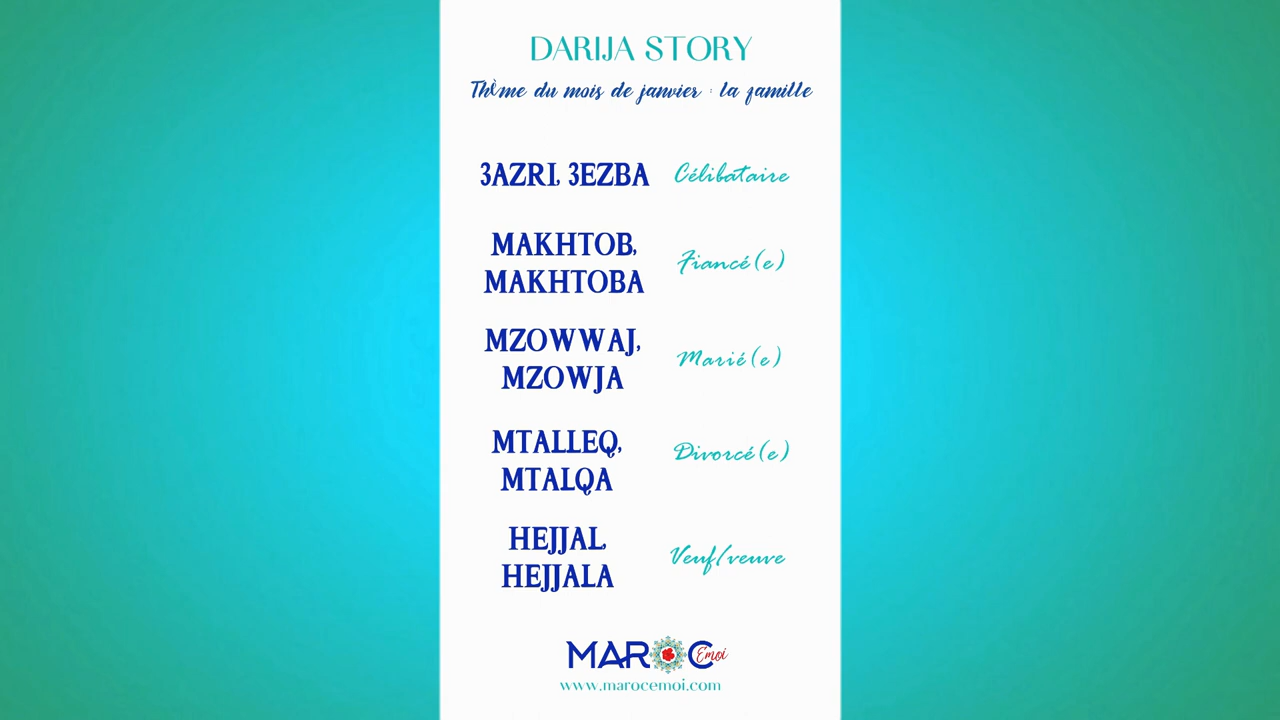 DARIJA STORY
Thème du mois de janvier : la famille
3AZRI, 3EZBA Célibataire
MAKHTOB,
MAKHTOBA
Fiancé(e)
MZOWWAJ,
MZOWJA
Marié(e)
MTALLEQ,
MTALQA
Divorcé(e)
HEJJAL,
HEJJALA
Veuf/veuve
MAROC Émoi
www.marocemoi.com